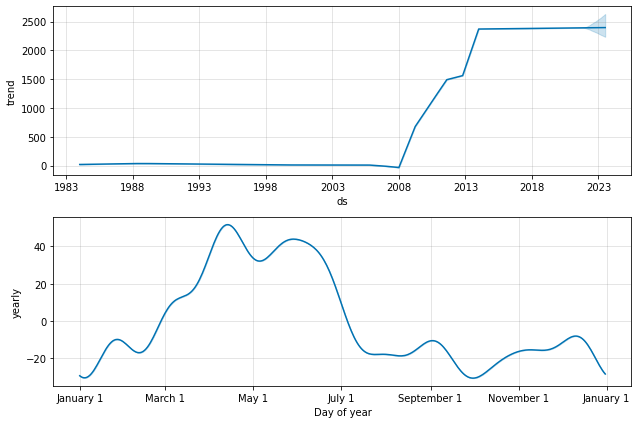 2500
2000
1500
1000
500
0
trend
1983 1988 1993 1998 2003 2008 2013 2018 2023
ds
40
20
0
−20
yearly
January 1 March 1 May 1 July 1 September 1 November 1 January 1
Day of year